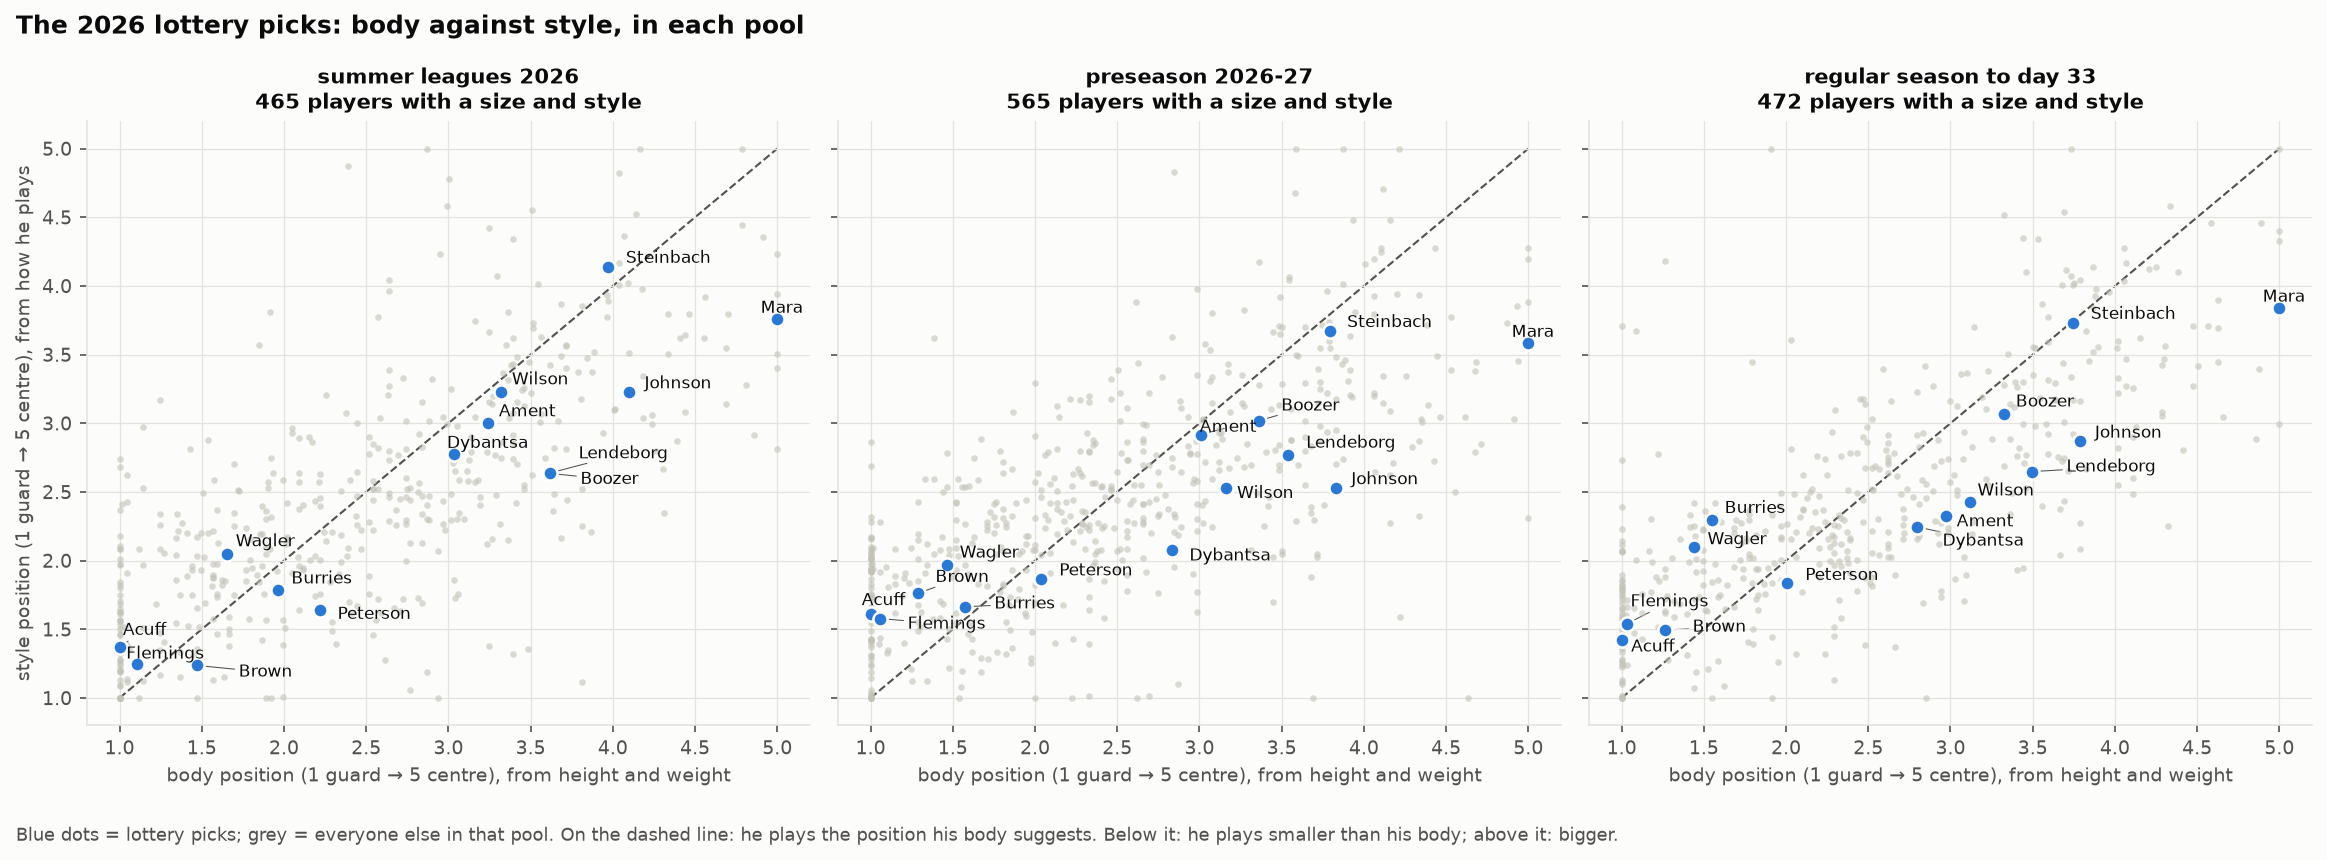 The 2026 lottery picks: body against style, in each pool
summer leagues 2026
465 players with a size and style
preseason 2026-27
565 players with a size and style
regular season to day 33
472 players with a size and style
style position (1 guard → 5 centre), from how he plays
5.0
4.5
4.0
3.5
3.0
2.5
2.0
1.5
1.0
Steinbach
Mara
Wilson
Johnson
Ament
Dybantsa
Lendeborg
Boozer
Wagler
Burries
Peterson
Acuff
Flemings
Brown
1.0 1.5 2.0 2.5 3.0 3.5 4.0 4.5 5.0
body position (1 guard → 5 centre), from height and weight
Steinbach
Mara
Boozer
Ament
Lendeborg
Johnson
Wilson
Wagler
Dybantsa
Brown
Peterson
Acuff
Burries
Flemings
1.0 1.5 2.0 2.5 3.0 3.5 4.0 4.5 5.0
body position (1 guard → 5 centre), from height and weight
Mara
Steinbach
Boozer
Johnson
Lendeborg
Wilson
Burries
Ament
Wagler
Dybantsa
Peterson
Flemings
Brown
Acuff
1.0 1.5 2.0 2.5 3.0 3.5 4.0 4.5 5.0
body position (1 guard → 5 centre), from height and weight
Blue dots = lottery picks; grey = everyone else in that pool. On the dashed line: he plays the position his body suggests. Below it: he plays smaller than his body; above it: bigger.